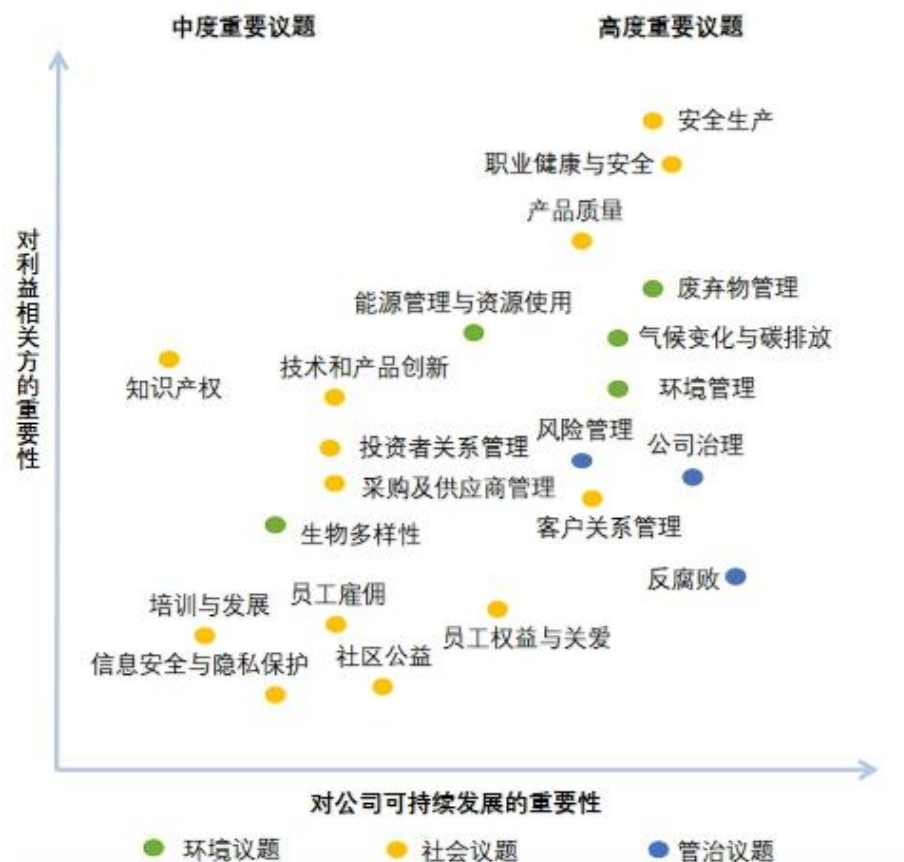 中度重要议题
高度重要议题
安全生产
职业健康与安全
产品质量
对利益相关方的重要性
废弃物管理
能源管理与资源使用
气候变化与碳排放
技术和产品创新
知识产权
环境管理
风险管理
公司治理
投资者关系管理
采购及供应商管理
客户关系管理
生物多样性
反腐败
员工雇佣
培训与发展
员工权益与关爱
社区公益
信息安全与隐私保护
对公司可持续发展的重要性
环境议题
社会议题
管治议题